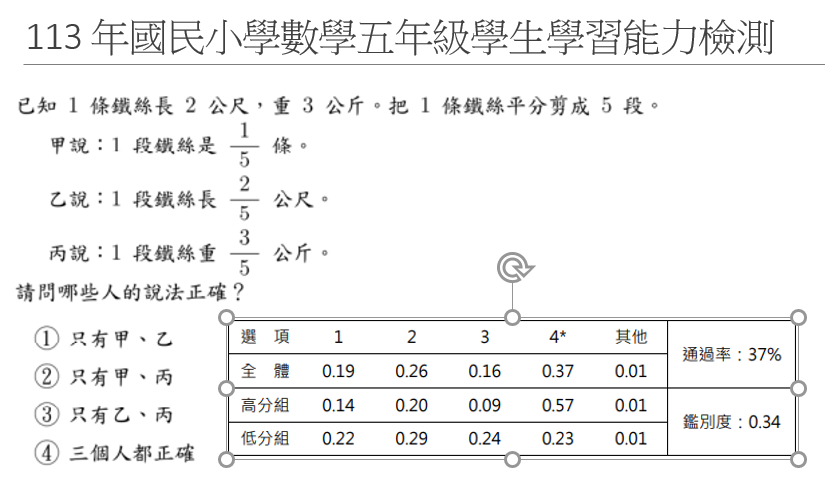 113 年國民小學數學五年級學生學習能力檢測
已知 1 條鐵絲長 2 公尺，重 3 公斤。把 1 條鐵絲平分剪成 5 段。
甲說：1 段鐵絲是 1/5 條。
乙說：1 段鐵絲長 2/5 公尺。
丙說：1 段鐵絲重 3/5 公斤。
請問哪些人的說法正確？
① 只有甲、乙
② 只有甲、丙
③ 只有乙、丙
④ 三個人都正確
選 項 1 2 3 4* 其他
通過率：37%
全 體 0.19 0.26 0.16 0.37 0.01
高分組 0.14 0.20 0.09 0.57 0.01
鑑別度：0.34
低分組 0.22 0.29 0.24 0.23 0.01